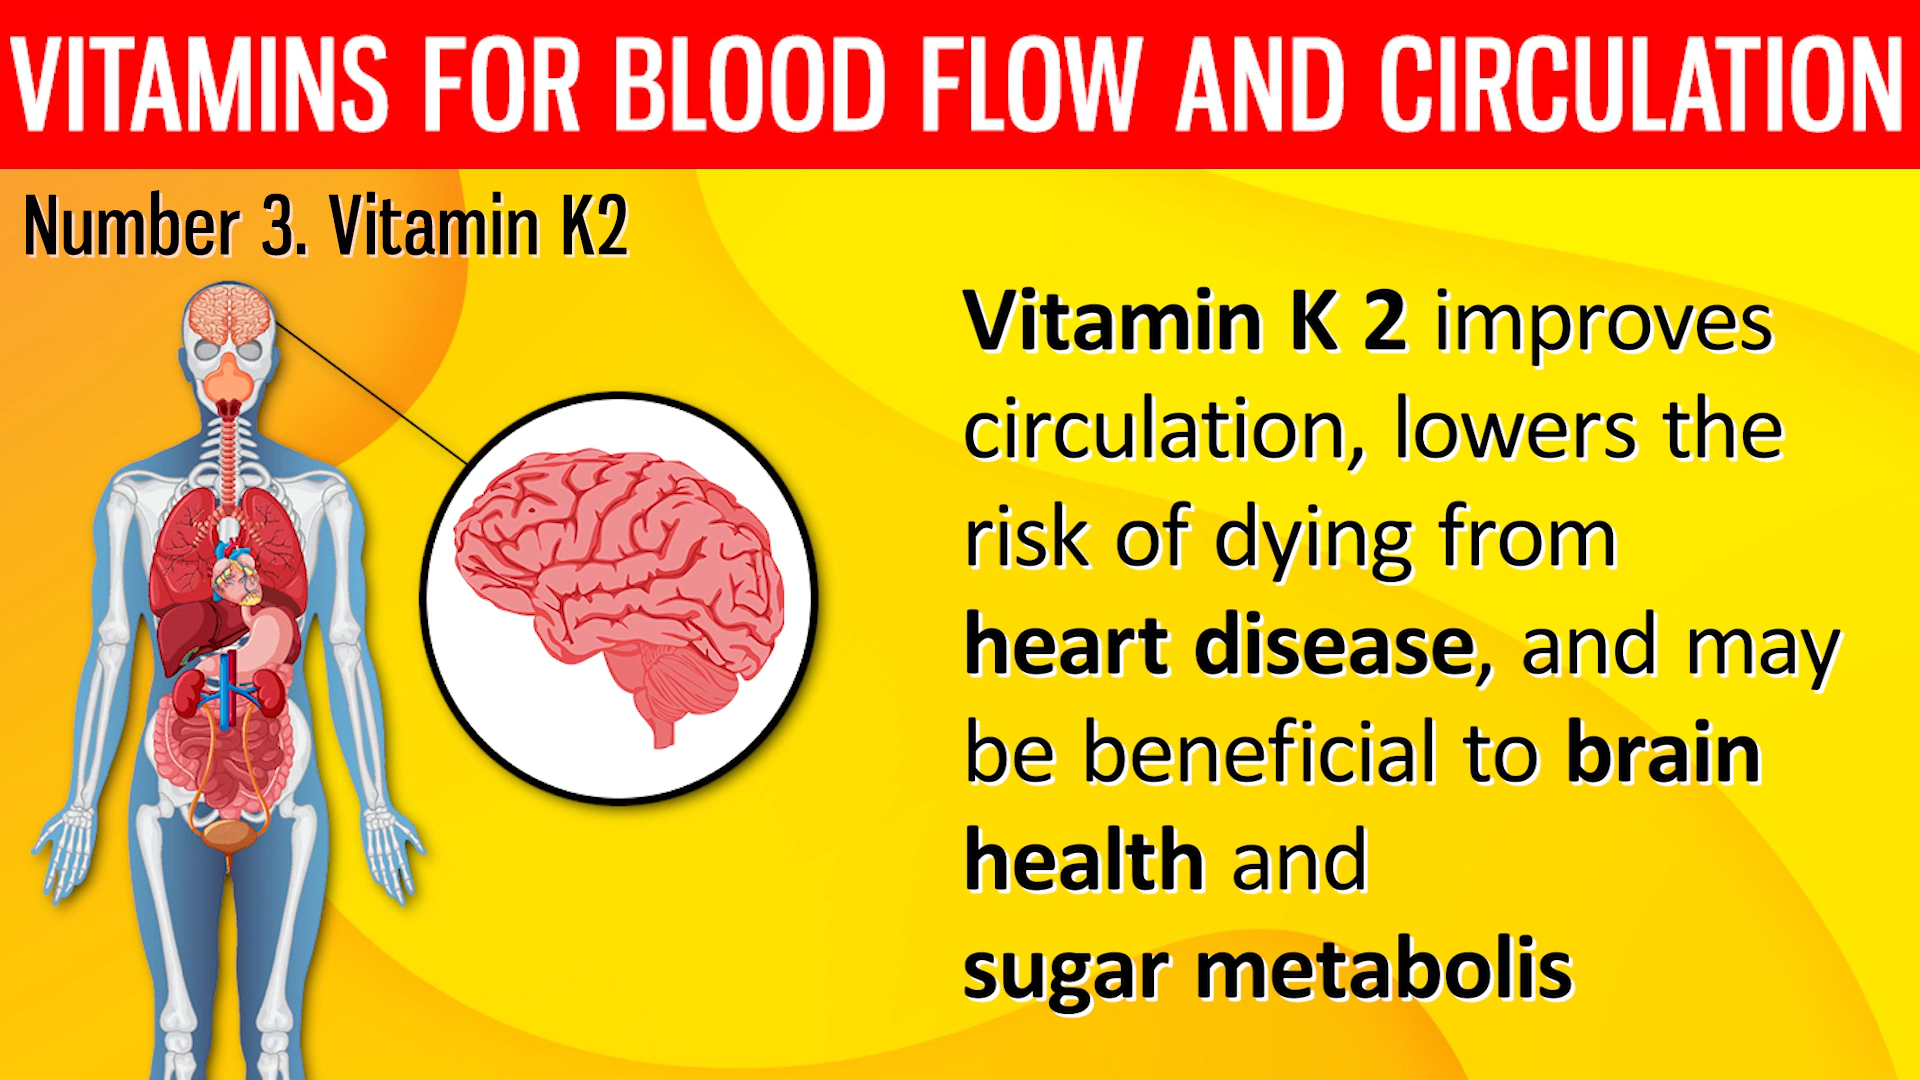 VITAMINS FOR BLOOD FLOW AND CIRCULATION
Number 3. Vitamin K2
Vitamin K 2 improves
circulation, lowers the
risk of dying from
heart disease, and may
be beneficial to brain
health and
sugar metabolis